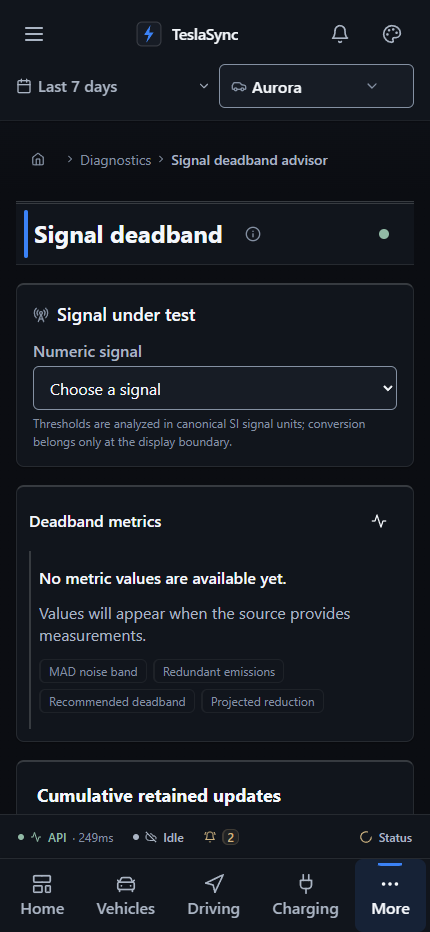 TeslaSync
Last 7 days
Aurora
Diagnostics
Signal deadband advisor
Signal deadband
Signal under test
Numeric signal
Choose a signal
Thresholds are analyzed in canonical SI signal units; conversion
belongs only at the display boundary.
Deadband metrics
No metric values are available yet.
Values will appear when the source provides
measurements.
MAD noise band
Redundant emissions
Recommended deadband
Projected reduction
Cumulative retained updates
API · 249ms
Idle
2
Status
Home
Vehicles
Driving
Charging
More